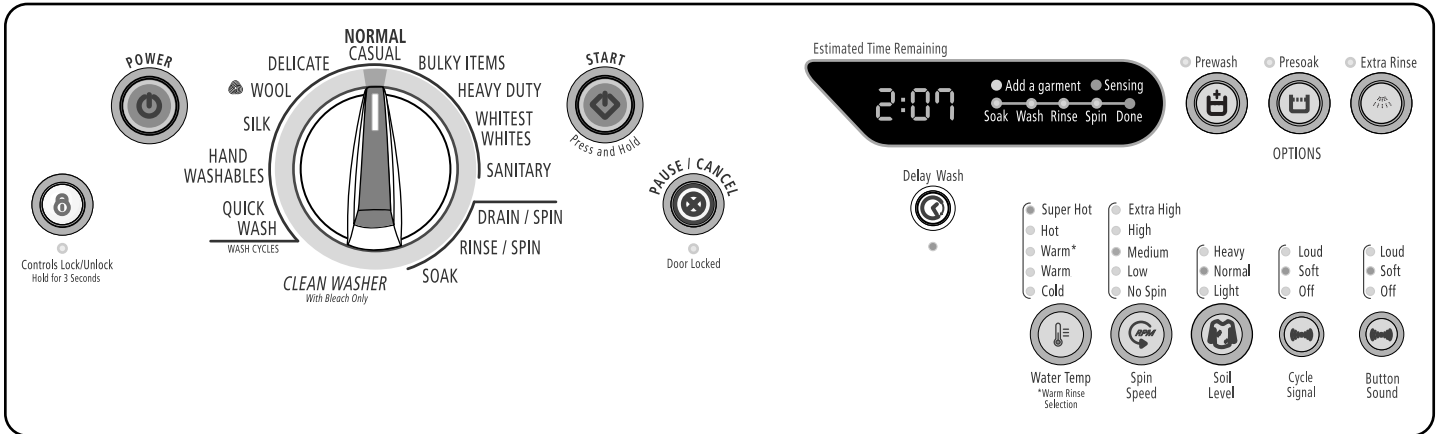 POWER
Controls Lock/Unlock
Hold for 3 Seconds
NORMAL
CASUAL
DELICATE
WOOL
SILK
HAND
WASHABLES
QUICK
WASH
WASH CYCLES
BULKY ITEMS
HEAVY DUTY
WHITEST
WHITES
SANITARY
DRAIN / SPIN
RINSE / SPIN
SOAK
CLEAN WASHER
With Bleach Only
START
Press and Hold
PAUSE / CANCEL
Door Locked
Estimated Time Remaining
2:07
Add a garment Sensing
Soak Wash Rinse Spin Done
Delay Wash
Prewash
Presoak
Extra Rinse
OPTIONS
Super Hot
Hot
Warm*
Warm
Cold
Water Temp
*Warm Rinse
Selection
Extra High
High
Medium
Low
No Spin
RPM
Spin
Speed
Heavy
Normal
Light
Soil
Level
Loud
Soft
Off
Cycle
Signal
Loud
Soft
Off
Button
Sound